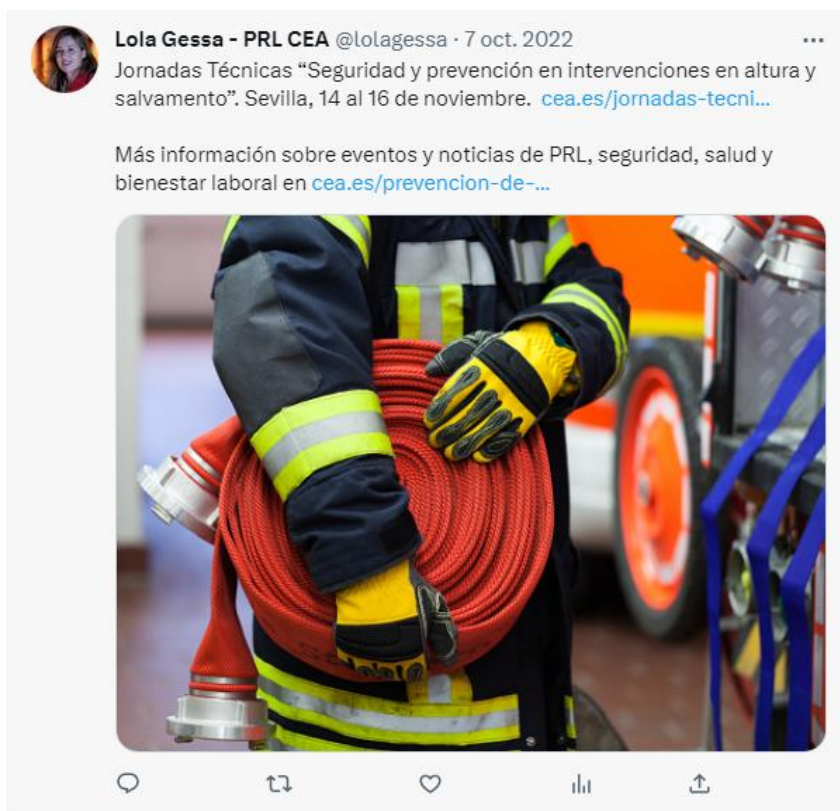 Lola Gessa - PRL CEA @lolagessa · 7 oct. 2022
Jornadas Técnicas “Seguridad y prevención en intervenciones en altura y
salvamento”. Sevilla, 14 al 16 de noviembre. cea.es/jornadas-tecni...
Más información sobre eventos y noticias de PRL, seguridad, salud y
bienestar laboral en cea.es/prevencion-de-...